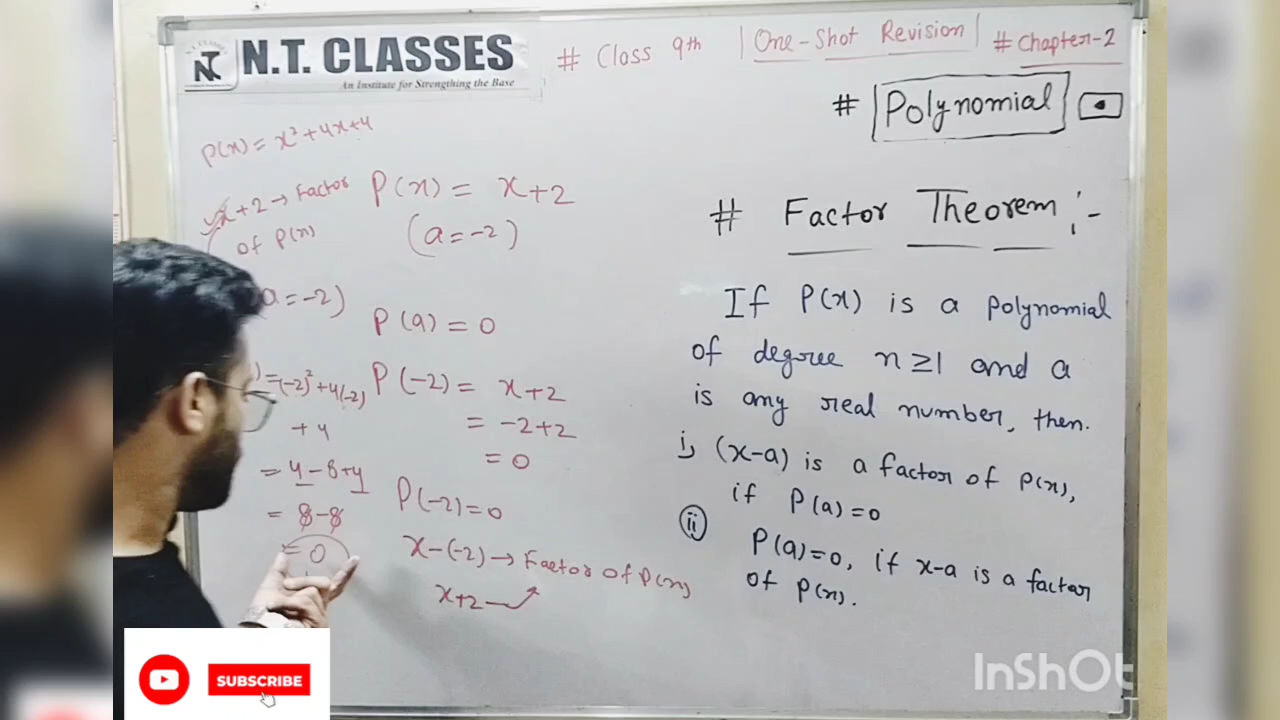 N.T. CLASSES
An Institute for Strengthening the Base
# Class 9th | One-Shot Revision | # Chapter-2
# Polynomial
P(x) = x² + 4x + 4
x+2 → Factor
of P(x)
a = -2)
) = (-2)² + 4(-2)
+ 4
= 4 - 8 + 4
= 8 - 8
= 0
P(x) = x+2
(a = -2)
P(a) = 0
P(-2) = x+2
= -2+2
= 0
P(-2) = 0
x-(-2) → Factor of P(x)
x+2
# Factor Theorem :-
If P(x) is a polynomial
of degree n ≥ 1 and a
is any real number, then.
i, (x-a) is a factor of P(x),
if P(a)=0
(ii) P(a)=0, if x-a is a factor
of P(x).
SUBSCRIBE
InShOt